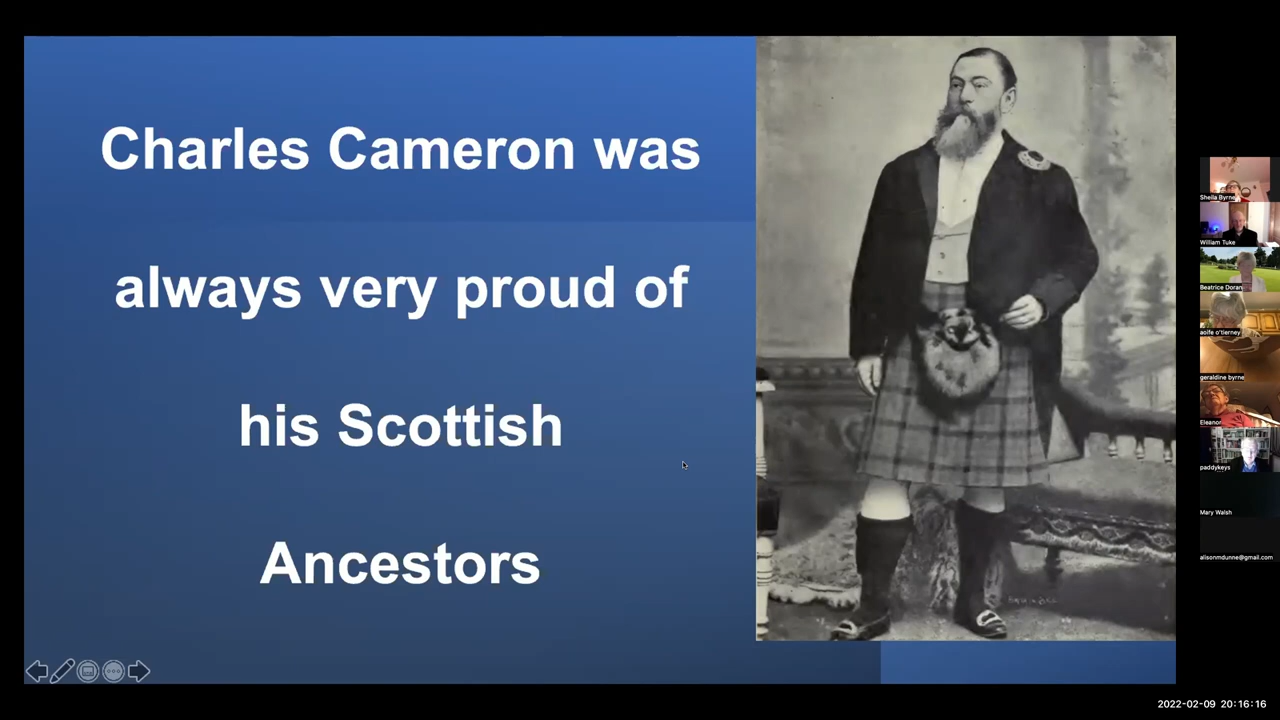 Charles Cameron was
always very proud of
his Scottish
Ancestors
Sheila Byrne
William Tuke
Beatrice Doran
aoife o'tierney
geraldine byrne
Eleanor
paddykeys
Mary Walsh
alisonmdunne@gmail.com
2022-02-09 20:16:16